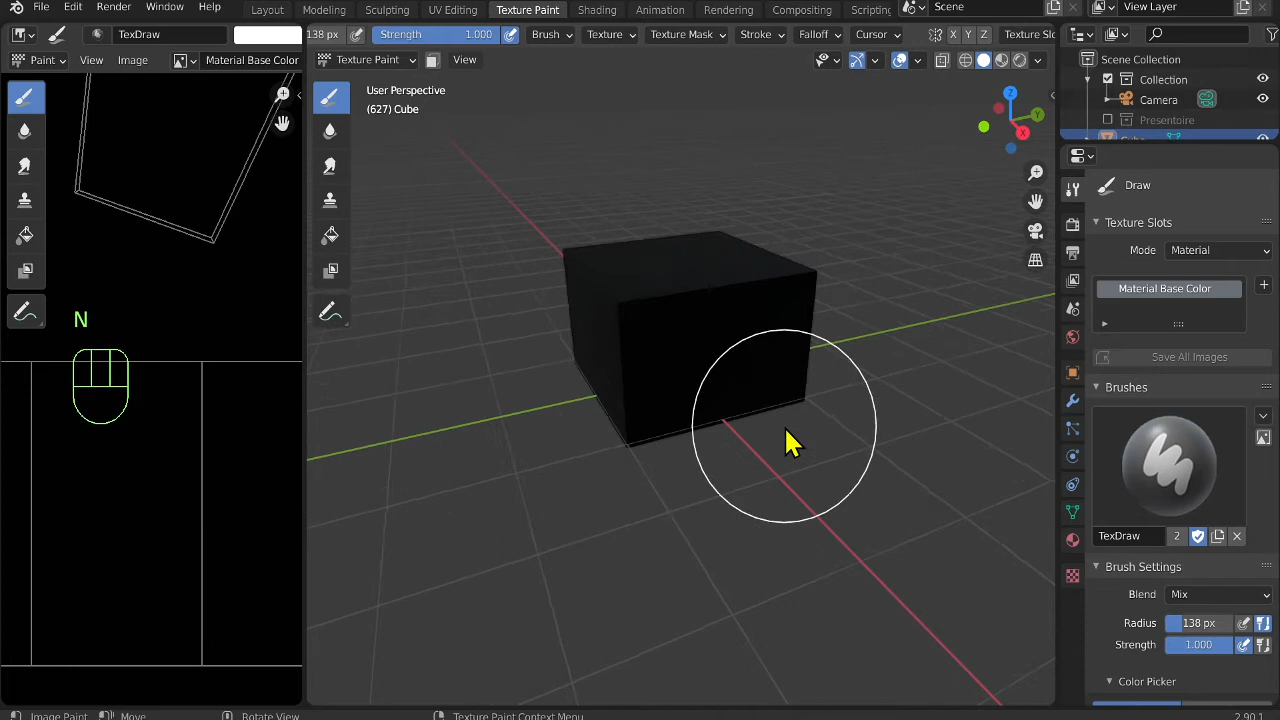 File Edit Render Window Help Layout Modeling Sculpting UV Editing Texture Paint Shading Animation Rendering Compositing Scripting Scene View Layer
TexDraw 138 px Strength 1.000 Brush Texture Texture Mask Stroke Falloff Cursor X Y Z Texture Slo
Paint View Image Material Base Color Texture Paint View
Scene Collection
Collection
Camera
Presentoire
User Perspective
(627) Cube
Z
Y
X
N
Draw
Texture Slots
Mode Material
Material Base Color
Save All Images
Brushes
TexDraw 2
Brush Settings
Blend Mix
Radius 138 px
Strength 1.000
Color Picker
Image Paint Move Rotate View Texture Paint Context Menu 2.90.1